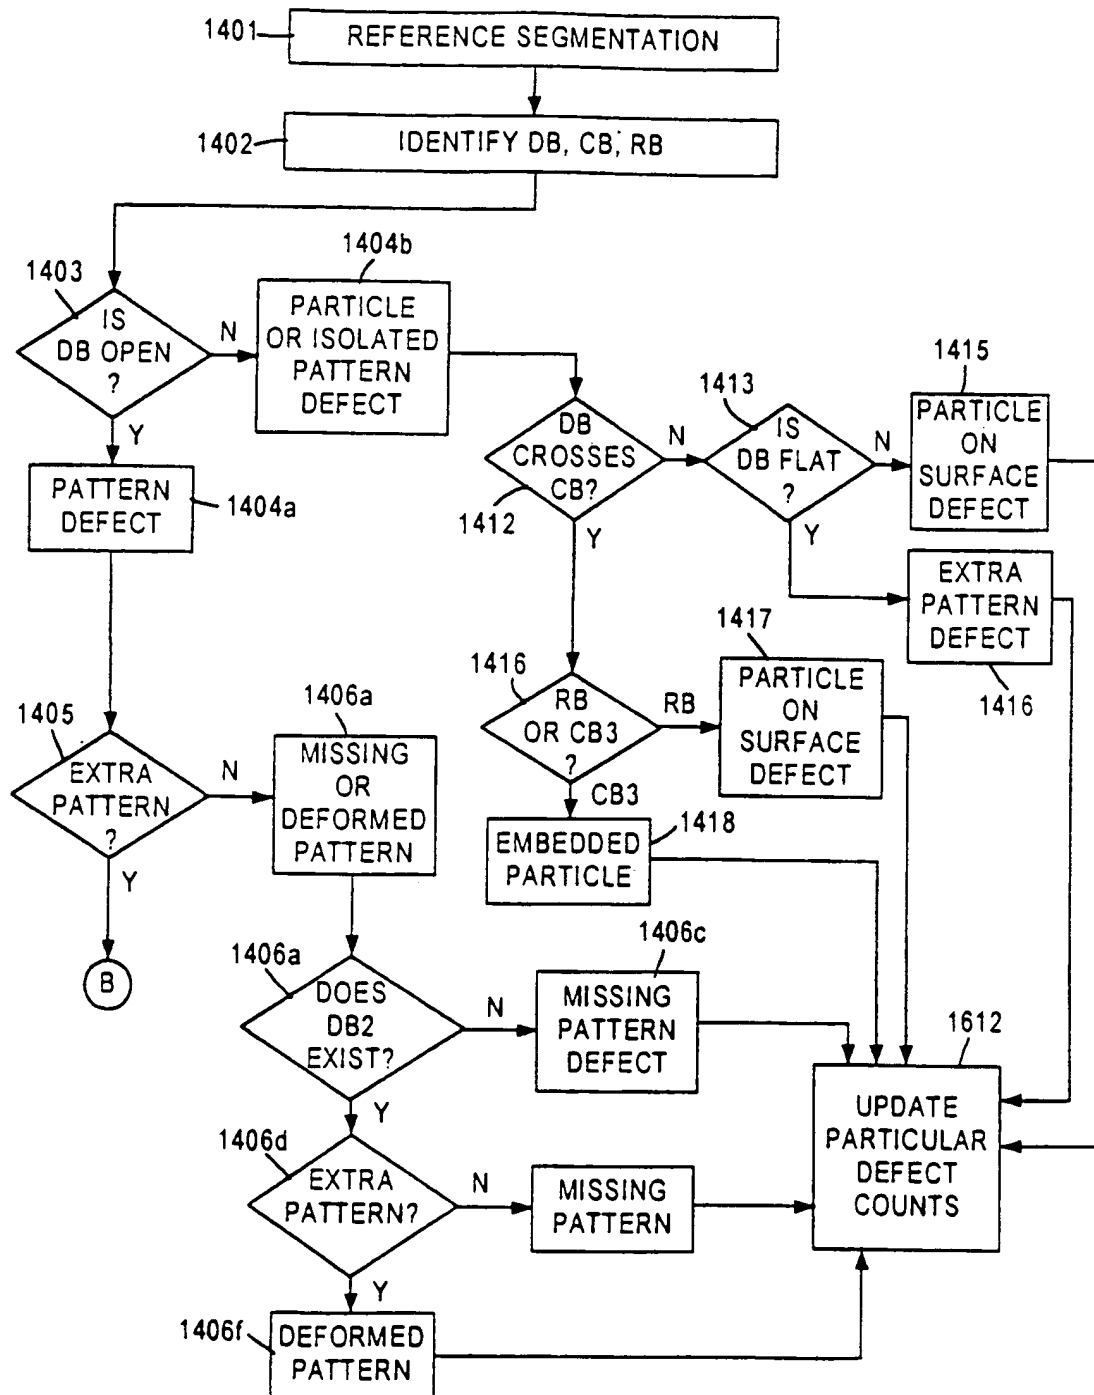 1401
REFERENCE SEGMENTATION
1402
IDENTIFY DB, CB, RB
1403
IS
DB OPEN
?
N
Y
1404b
PARTICLE
OR ISOLATED
PATTERN
DEFECT
PATTERN
DEFECT
1404a
DB
CROSSES
CB?
1412
N
Y
1413
IS
DB FLAT
?
N
Y
1415
PARTICLE
ON
SURFACE
DEFECT
EXTRA
PATTERN
DEFECT
1416
1416
RB
OR CB3
?
RB
CB3
1417
PARTICLE
ON
SURFACE
DEFECT
EMBEDDED
PARTICLE
1418
1405
EXTRA
PATTERN
?
N
Y
B
1406a
MISSING
OR
DEFORMED
PATTERN
1406a
DOES
DB2
EXIST?
N
Y
1406c
MISSING
PATTERN
DEFECT
1406d
EXTRA
PATTERN?
N
Y
MISSING
PATTERN
1406f
DEFORMED
PATTERN
1612
UPDATE
PARTICULAR
DEFECT
COUNTS